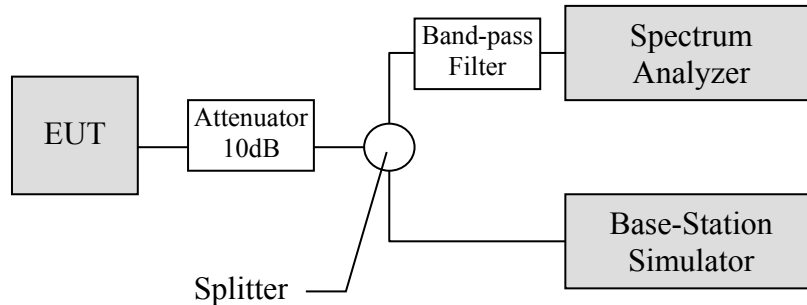 EUT
Attenuator
10dB
Band-pass
Filter
Spectrum
Analyzer
Base-Station
Simulator
Splitter